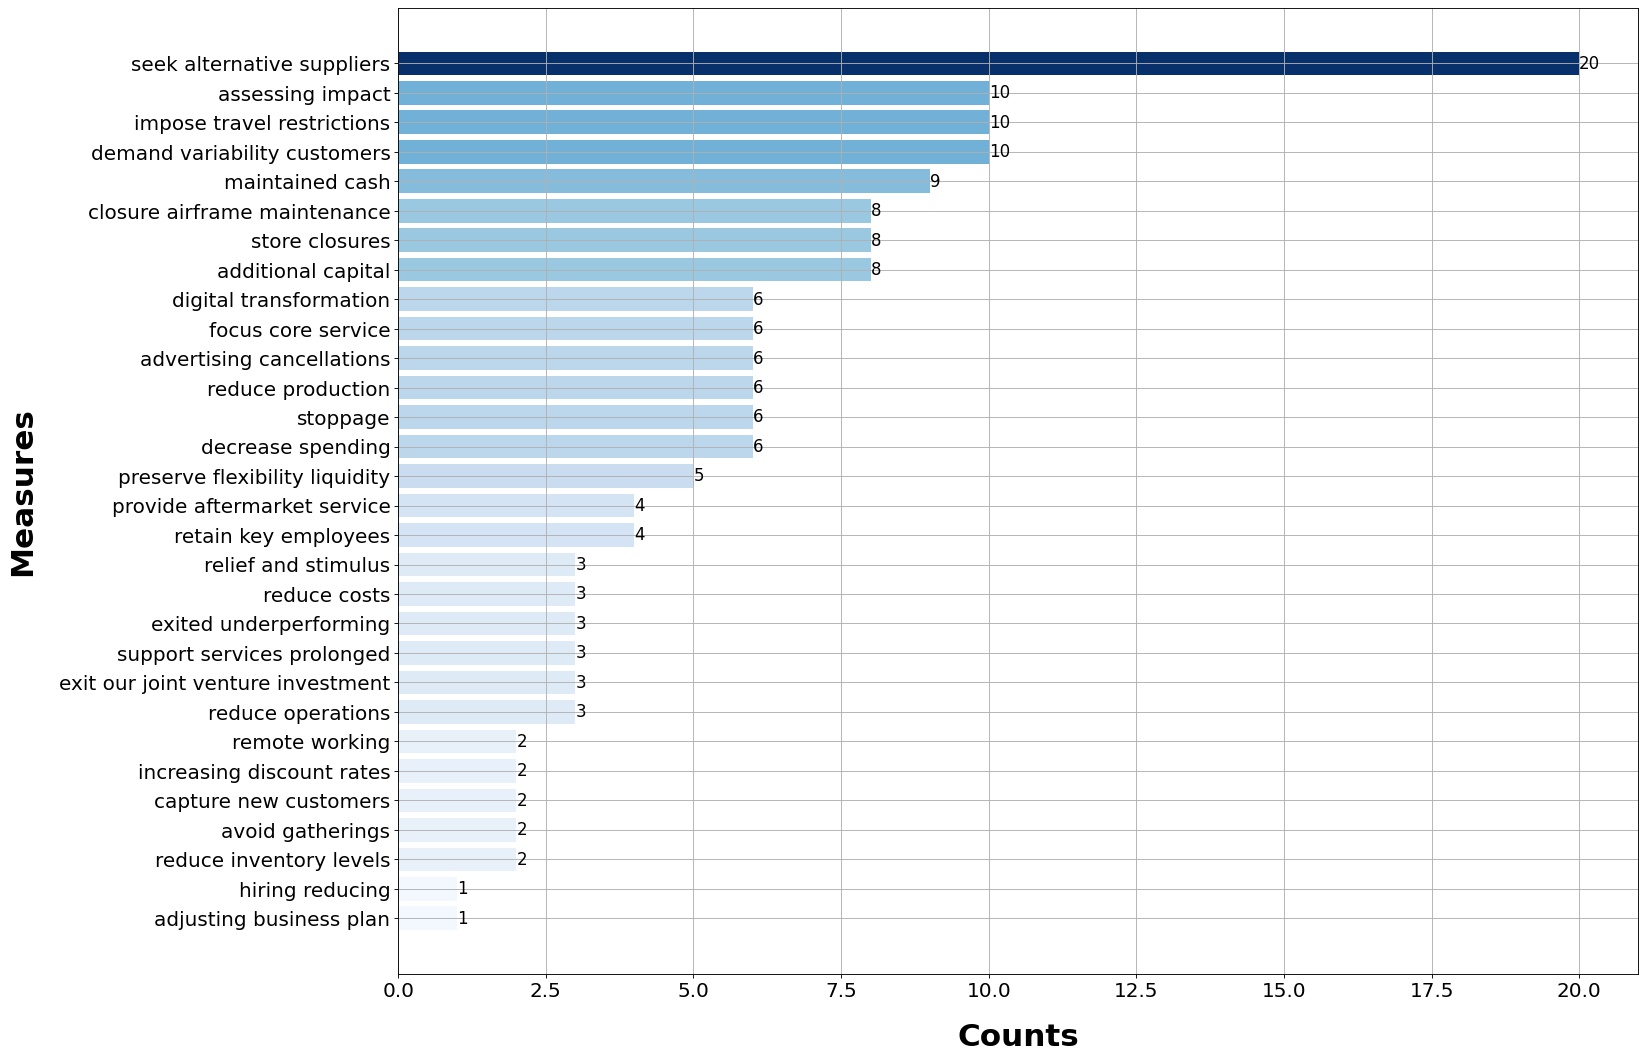 seek alternative suppliers 20
assessing impact 10
impose travel restrictions 10
demand variability customers 10
maintained cash 9
closure airframe maintenance 8
store closures 8
additional capital 8
digital transformation 6
focus core service 6
advertising cancellations 6
reduce production 6
stoppage 6
decrease spending 6
preserve flexibility liquidity 5
provide aftermarket service 4
retain key employees 4
relief and stimulus 3
reduce costs 3
exited underperforming 3
support services prolonged 3
exit our joint venture investment 3
reduce operations 3
remote working 2
increasing discount rates 2
capture new customers 2
avoid gatherings 2
reduce inventory levels 2
hiring reducing 1
adjusting business plan 1
Measures
0.0 2.5 5.0 7.5 10.0 12.5 15.0 17.5 20.0
Counts